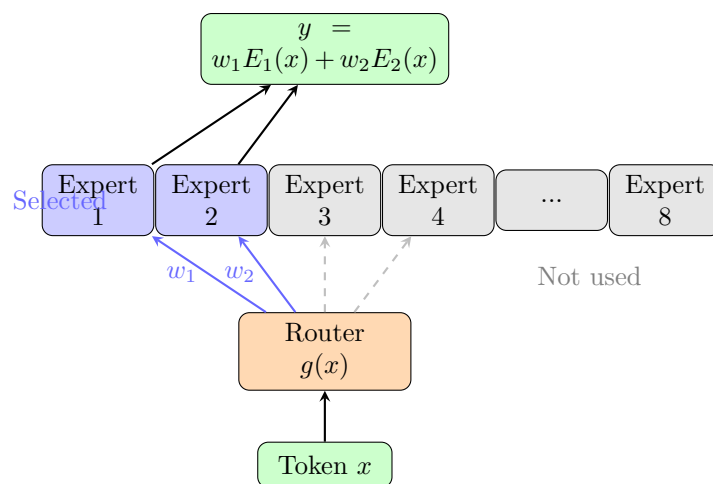 y =
w₁E₁(x) + w₂E₂(x)
Expert
1
Expert
2
Expert
3
Expert
4
...
Expert
8
Selected
w₁
w₂
Not used
Router
g(x)
Token x